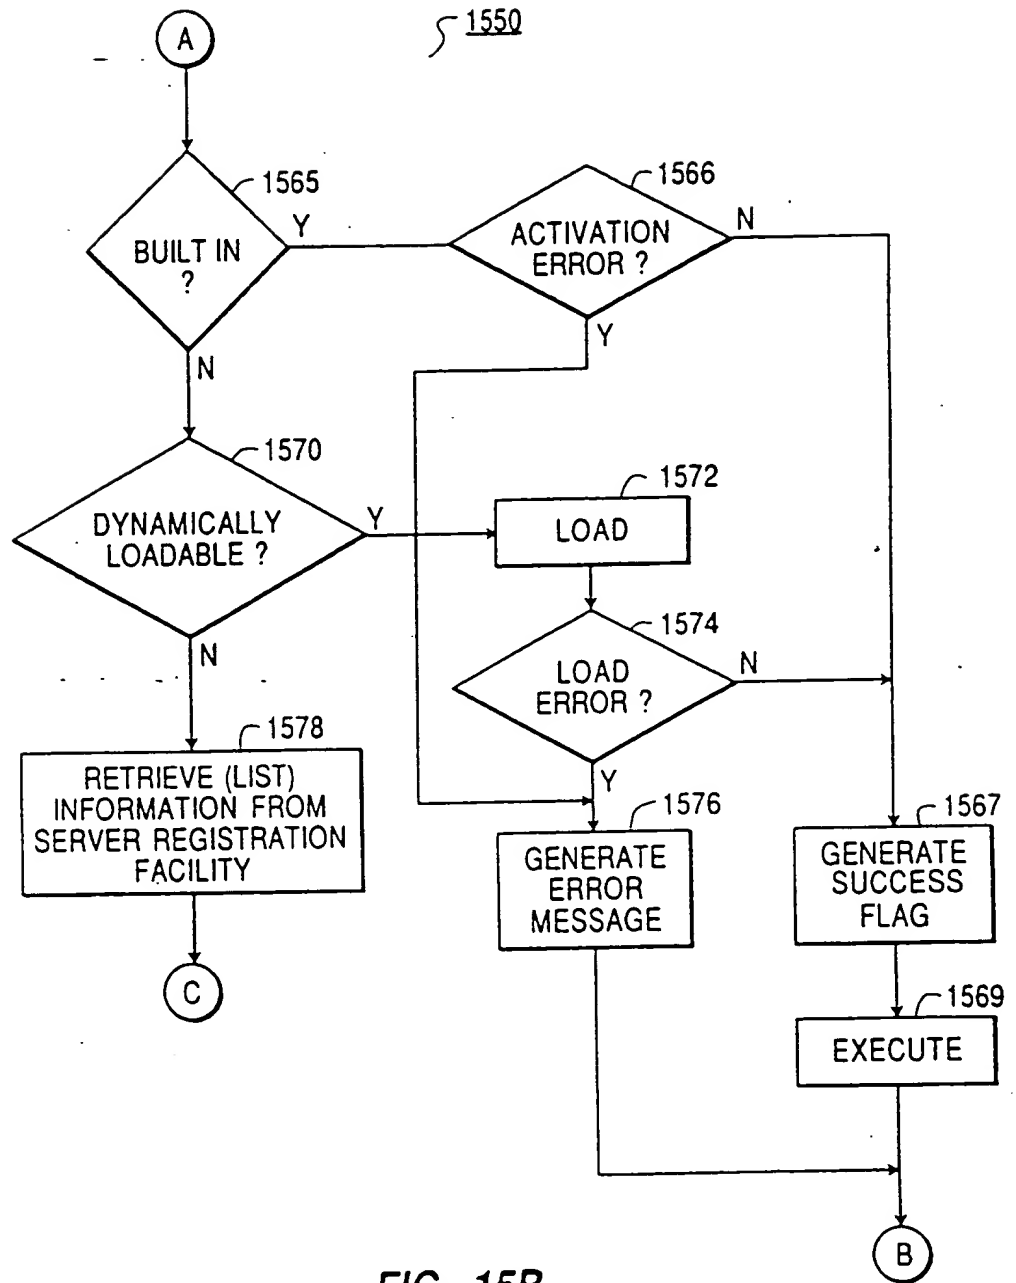 1550
A
1565
BUILT IN
?
Y
N
1566
ACTIVATION
ERROR ?
N
Y
1570
DYNAMICALLY
LOADABLE ?
Y
N
1572
LOAD
1574
LOAD
ERROR ?
N
Y
1578
RETRIEVE (LIST)
INFORMATION FROM
SERVER REGISTRATION
FACILITY
C
1576
GENERATE
ERROR
MESSAGE
1567
GENERATE
SUCCESS
FLAG
1569
EXECUTE
B
FIG. 15B